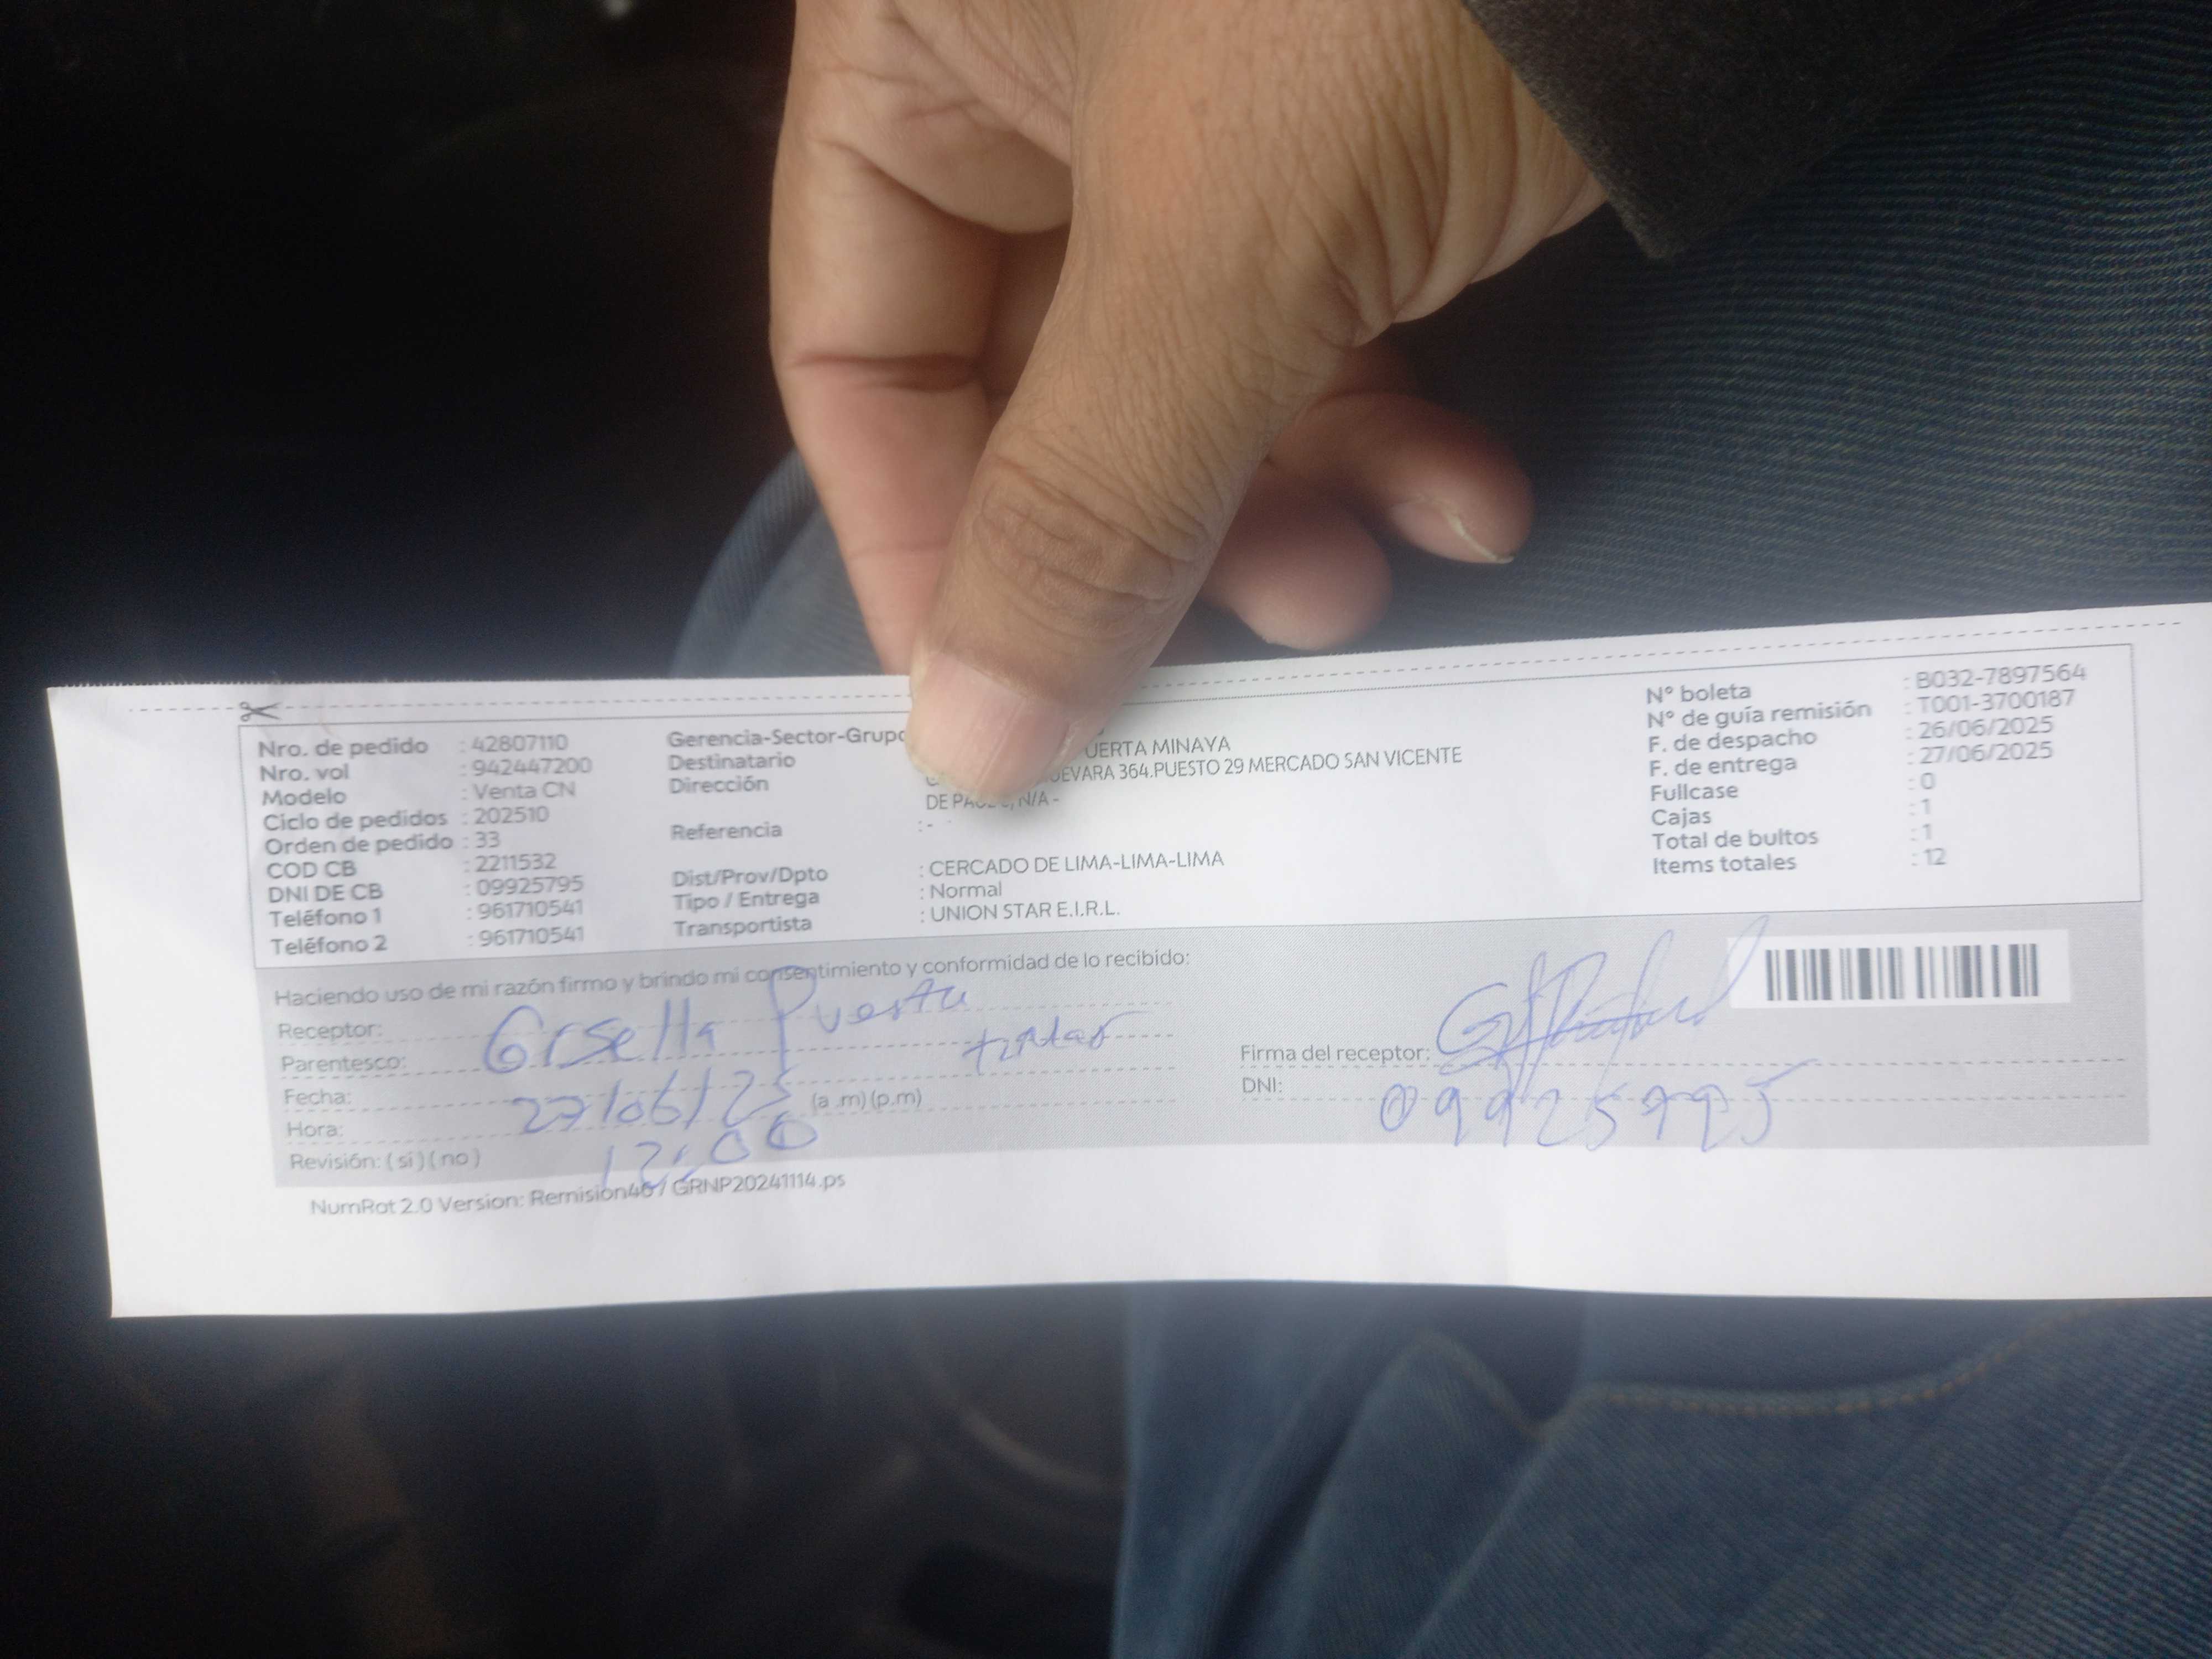 Nro. de pedido : 42807110
Nro. vol : 942447200
Modelo : Venta CN
Ciclo de pedidos : 202510
Orden de pedido : 33
COD CB : 2211532
DNI DE CB : 09925795
Teléfono 1 : 961710541
Teléfono 2 : 961710541
Gerencia-Sector-Grupo
Destinatario UERTA MINAYA
Dirección UEVARA 364.PUESTO 29 MERCADO SAN VICENTE
DE N/A -
Referencia : -
Dist/Prov/Dpto : CERCADO DE LIMA-LIMA-LIMA
Tipo / Entrega : Normal
Transportista : UNION STAR E.I.R.L.
N° boleta : B032-7897564
N° de guía remisión : T001-3700187
F. de despacho : 26/06/2025
F. de entrega : 27/06/2025
Fullcase : 0
Cajas : 1
Total de bultos : 1
Items totales : 12
Haciendo uso de mi razón firmo y brindo mi consentimiento y conformidad de lo recibido:
Receptor: Puerta
Parentesco:
Fecha: 27/06/25 (a .m) (p.m)
Hora: 12:00
Revisión: ( si ) ( no )
Firma del receptor:
DNI: 09925795
NumRot 2.0 Version: Remision46 / GRNP20241114.ps